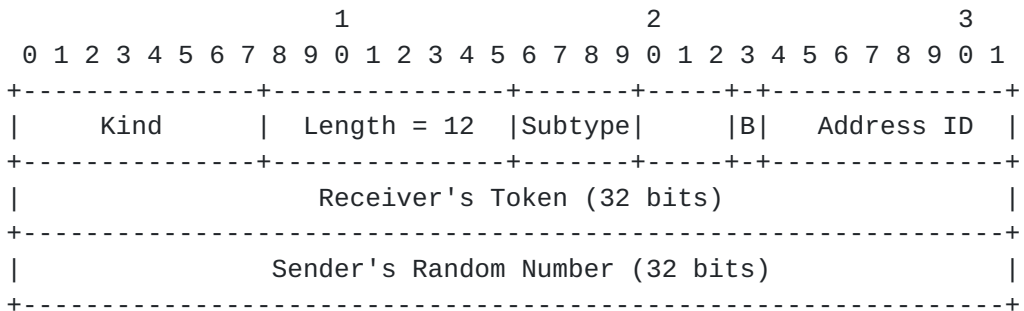 1                   2                   3
 0 1 2 3 4 5 6 7 8 9 0 1 2 3 4 5 6 7 8 9 0 1 2 3 4 5 6 7 8 9 0 1
+---------------+---------------+-------+-----+-+---------------+
|     Kind      |  Length = 12  |Subtype|     |B|   Address ID  |
+---------------+---------------+-------+-----+-+---------------+
|                   Receiver's Token (32 bits)                  |
+---------------------------------------------------------------+
|                Sender's Random Number (32 bits)               |
+---------------------------------------------------------------+